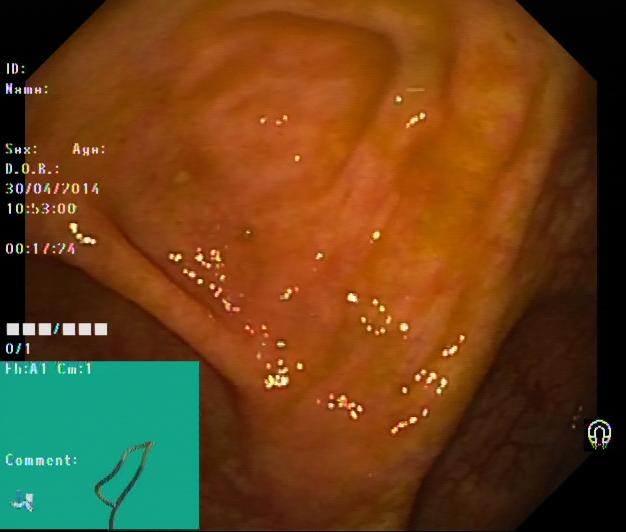 ID:
Name:
Sex: Age:
D.O.B.:
30/04/2014
10:53:00
00:17:24
/
0/1
Eh:A1 Cm:1
Comment: